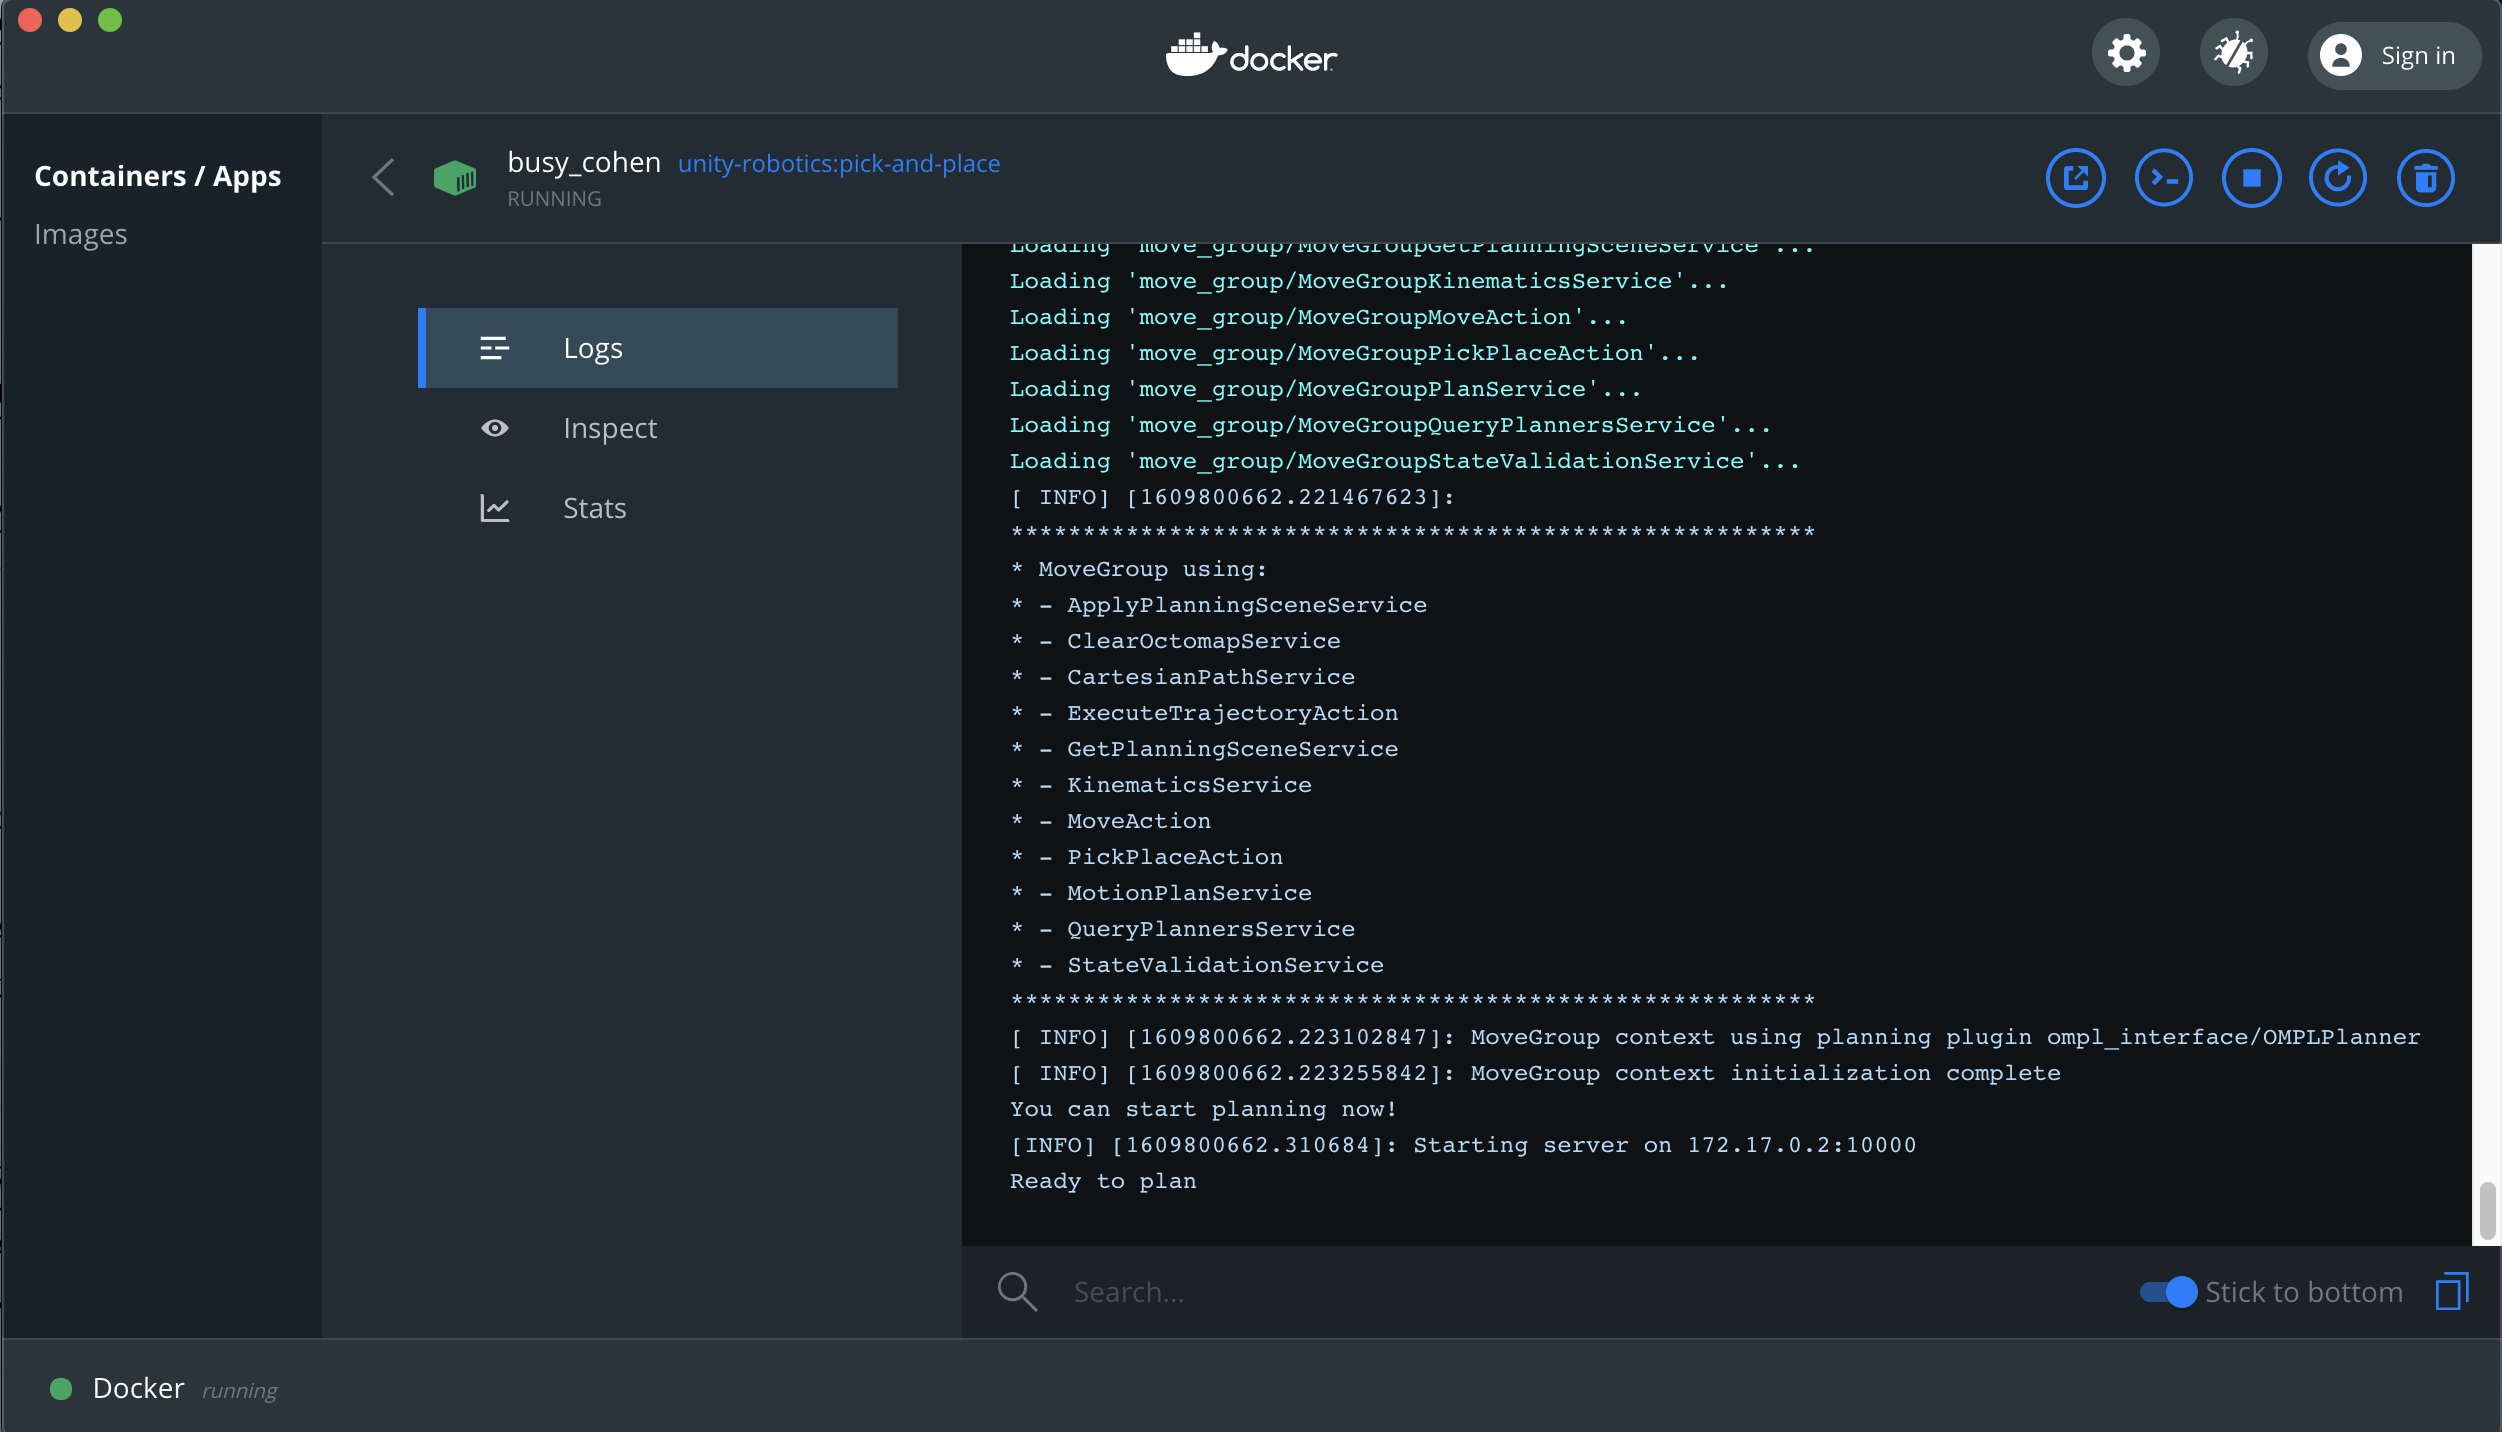 docker
Sign in
Containers / Apps
Images
busy_cohen unity-robotics:pick-and-place
RUNNING
Logs
Inspect
Stats
Loading 'move_group/MoveGroupGetPlanningSceneService'...
Loading 'move_group/MoveGroupKinematicsService'...
Loading 'move_group/MoveGroupMoveAction'...
Loading 'move_group/MoveGroupPickPlaceAction'...
Loading 'move_group/MoveGroupPlanService'...
Loading 'move_group/MoveGroupQueryPlannersService'...
Loading 'move_group/MoveGroupStateValidationService'...
[ INFO] [1609800662.221467623]:
********************************************************
* MoveGroup using:
* - ApplyPlanningSceneService
* - ClearOctomapService
* - CartesianPathService
* - ExecuteTrajectoryAction
* - GetPlanningSceneService
* - KinematicsService
* - MoveAction
* - PickPlaceAction
* - MotionPlanService
* - QueryPlannersService
* - StateValidationService
********************************************************
[ INFO] [1609800662.223102847]: MoveGroup context using planning plugin ompl_interface/OMPLPlanner
[ INFO] [1609800662.223255842]: MoveGroup context initialization complete
You can start planning now!
[INFO] [1609800662.310684]: Starting server on 172.17.0.2:10000
Ready to plan
Search...
Stick to bottom
Docker running